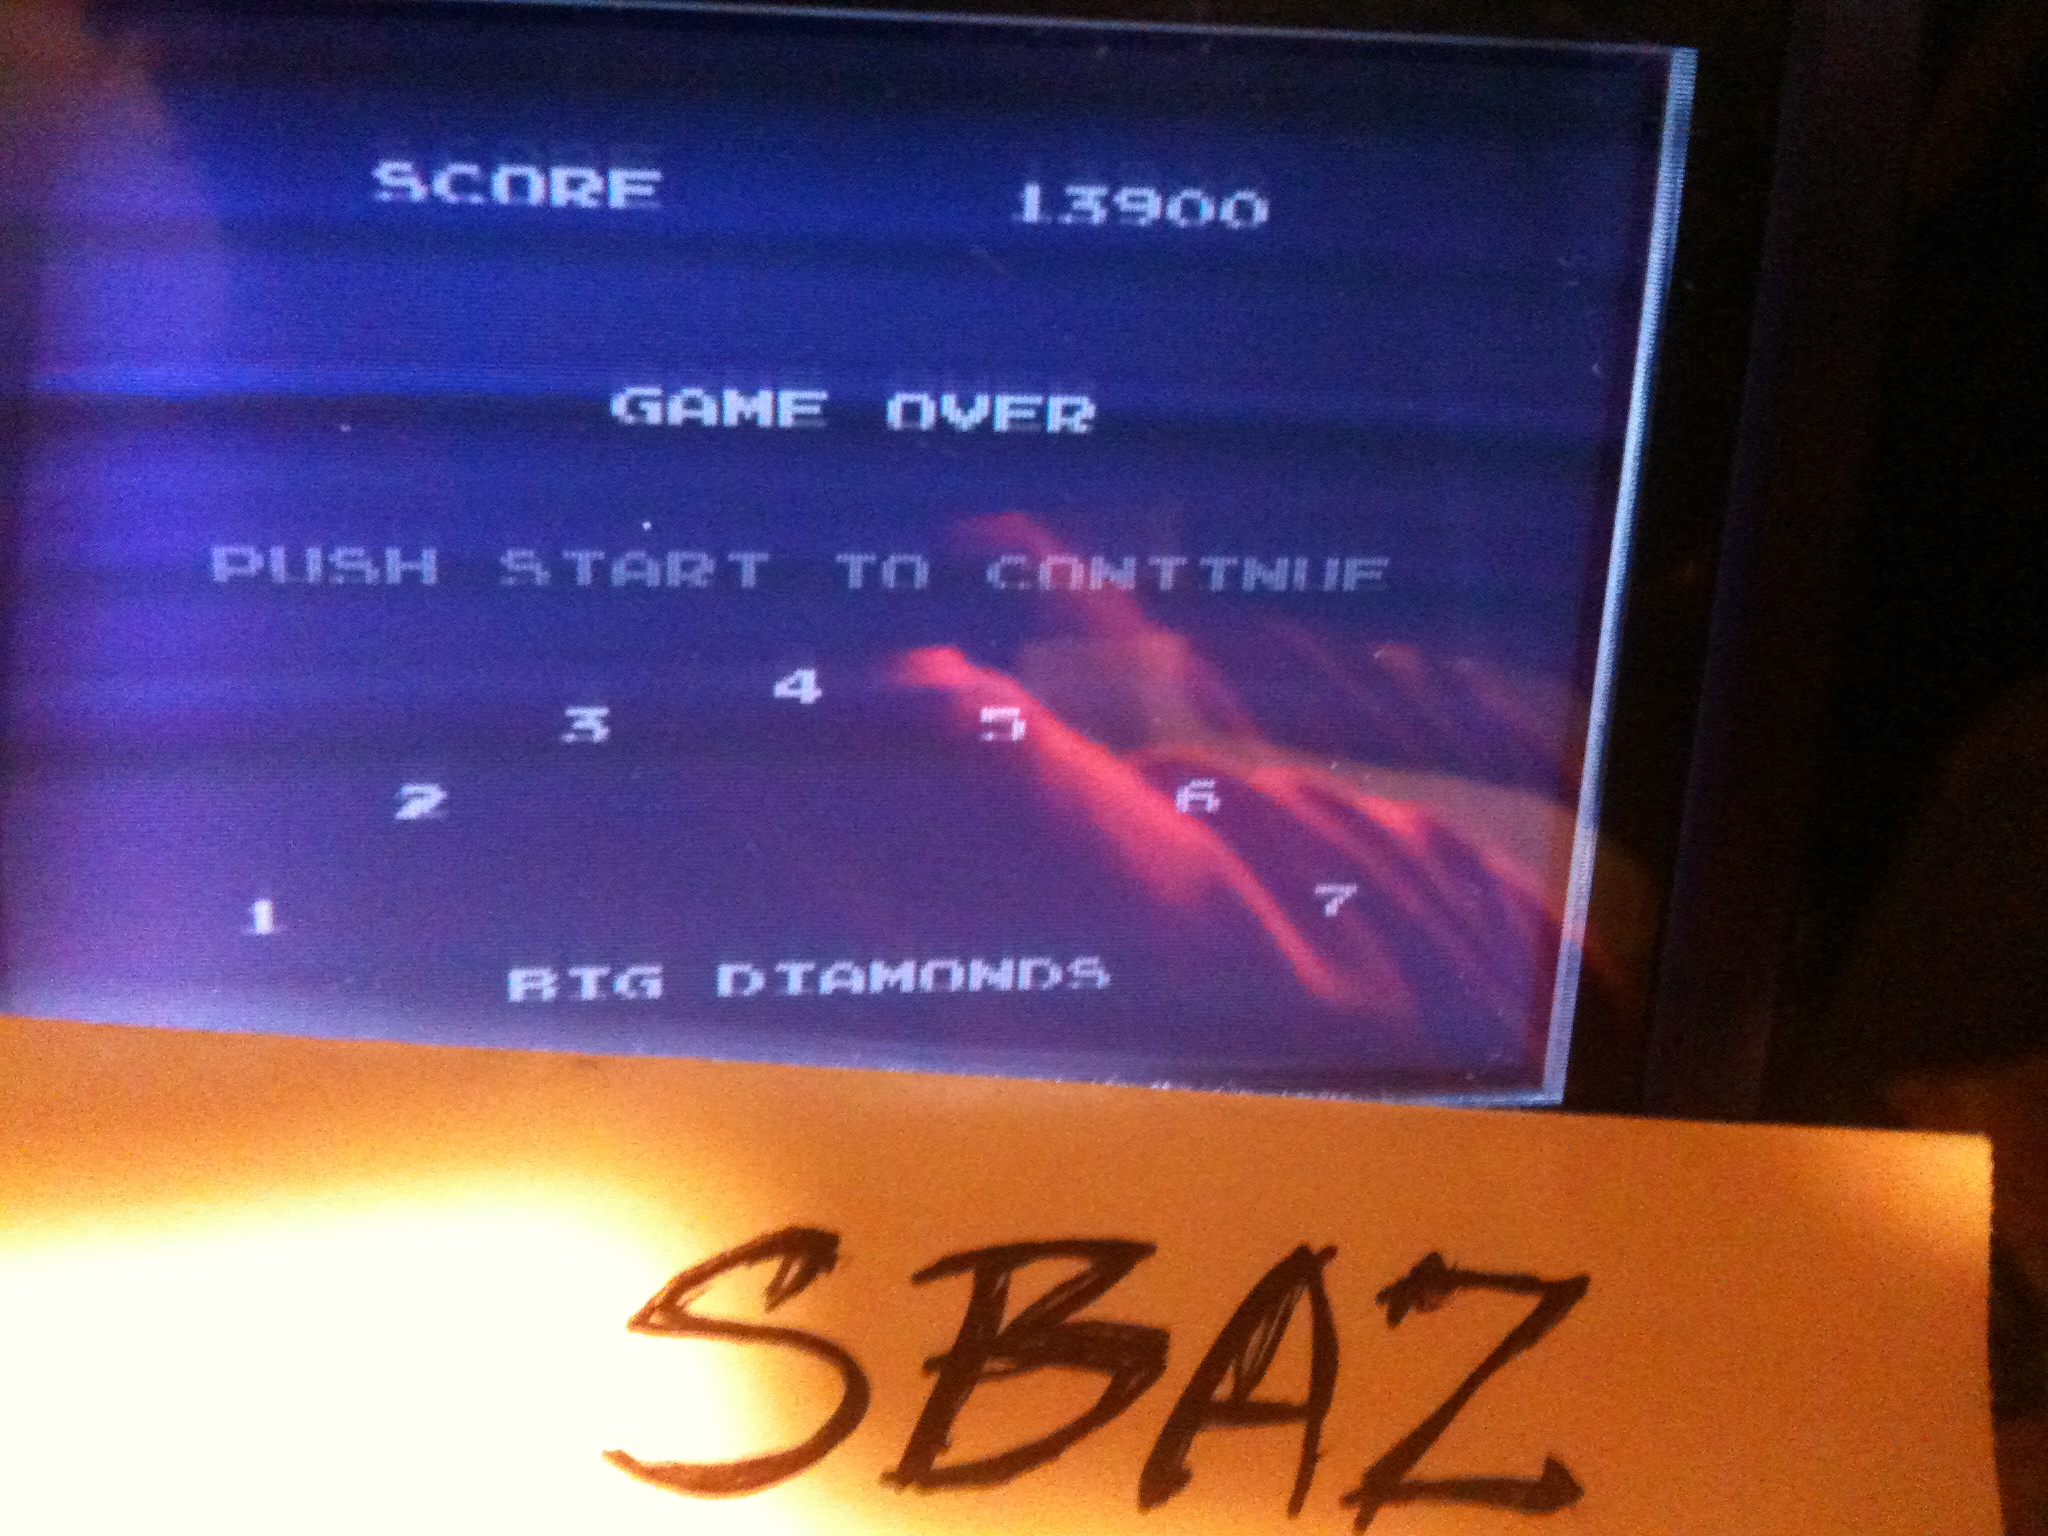 SCORE 13900
GAME OVER
PUSH START TO CONTINUE
1 2 3 4 5 6 7
BIG DIAMONDS
SBAZ